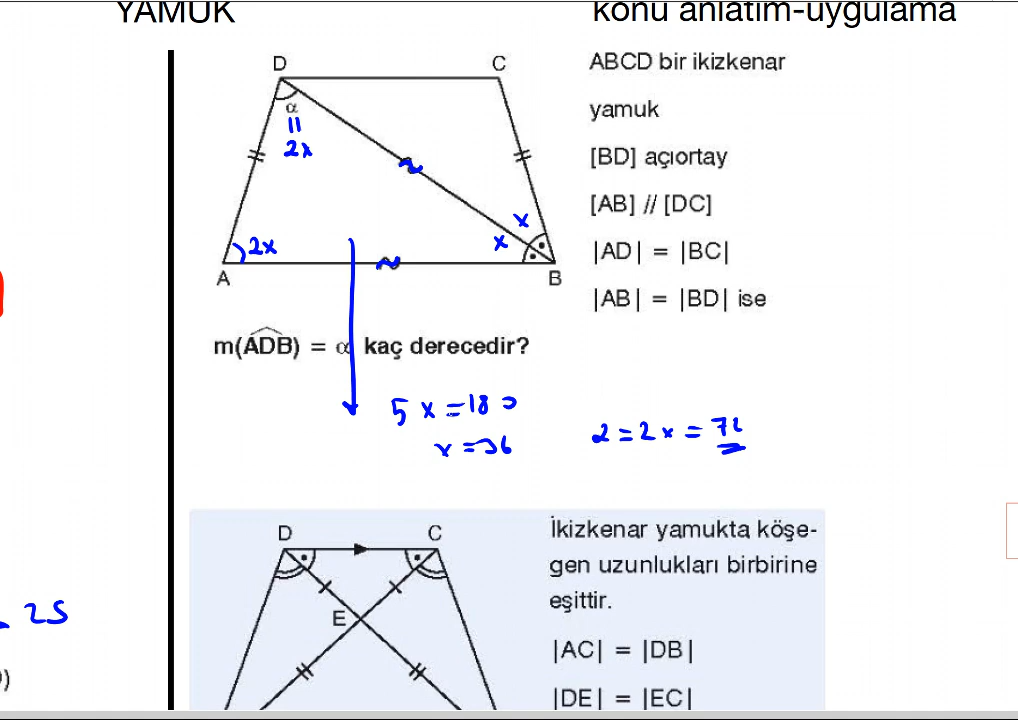 YAMUK
konu anlatım-uygulama
D
C
α
2x
x
x
2x
A
B
ABCD bir ikizkenar
yamuk
[BD] açıortay
[AB] // [DC]
|AD| = |BC|
|AB| = |BD| ise
m(ADB) = α kaç derecedir?
5x = 180
x = 36
2 = 2x = 72
D
C
E
İkizkenar yamukta köşe-
gen uzunlukları birbirine
eşittir.
|AC| = |DB|
|DE| = |EC|
25
)